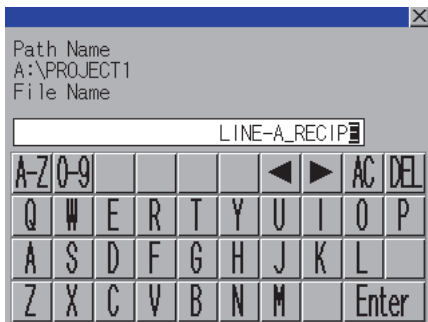 ×
Path Name
A:\PROJECT1
File Name
LINE-A_RECIPE
A-Z 0-9 ◀ ▶ AC DEL
Q W E R T Y U I O P
A S D F G H J K L
Z X C V B N M Enter